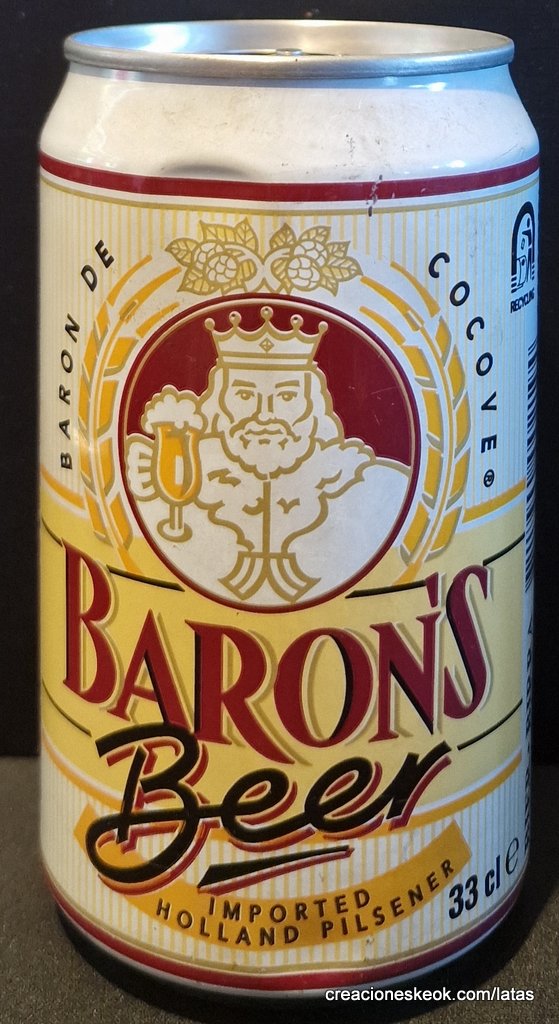 BARON DE COCOVE®
RECYCLING
BARON'S
Beer
IMPORTED
HOLLAND PILSENER
33 cl e
creacioneskeok.com/latas